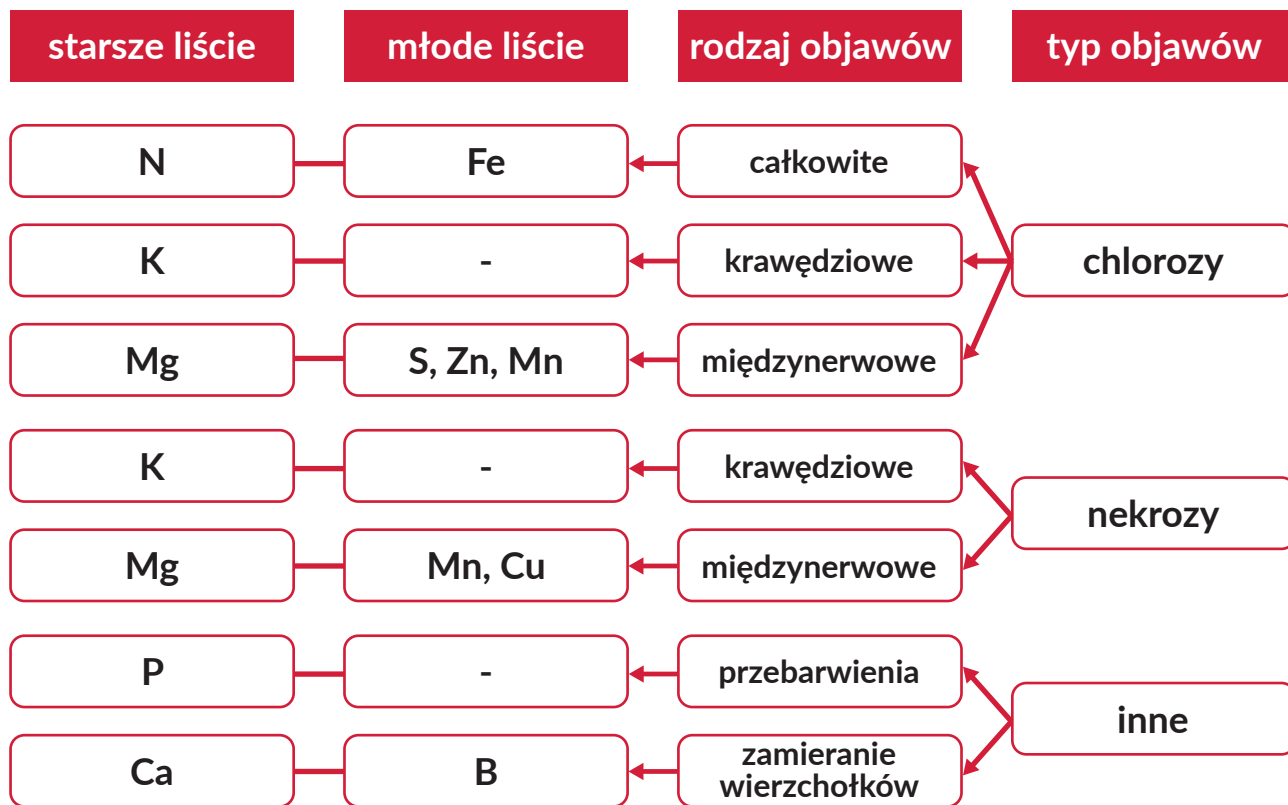 starsze liście
młode liście
rodzaj objawów
typ objawów
N
Fe
całkowite
K
-
krawędziowe
chlorozy
Mg
S, Zn, Mn
międzynerwowe
K
-
krawędziowe
nekrozy
Mg
Mn, Cu
międzynerwowe
P
-
przebarwienia
inne
Ca
B
zamieranie
wierzchołków